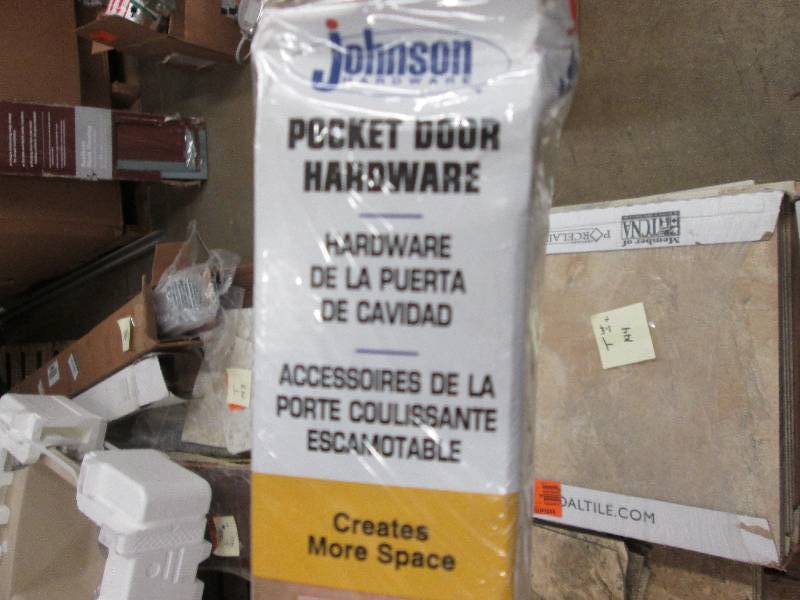 Johnson
HARDWARE
POCKET DOOR
HARDWARE
HARDWARE
DE LA PUERTA
DE CAVIDAD
ACCESSOIRES DE LA
PORTE COULISSANTE
ESCAMOTABLE
Creates
More Space
Member of
TCNA
DALTILE.COM